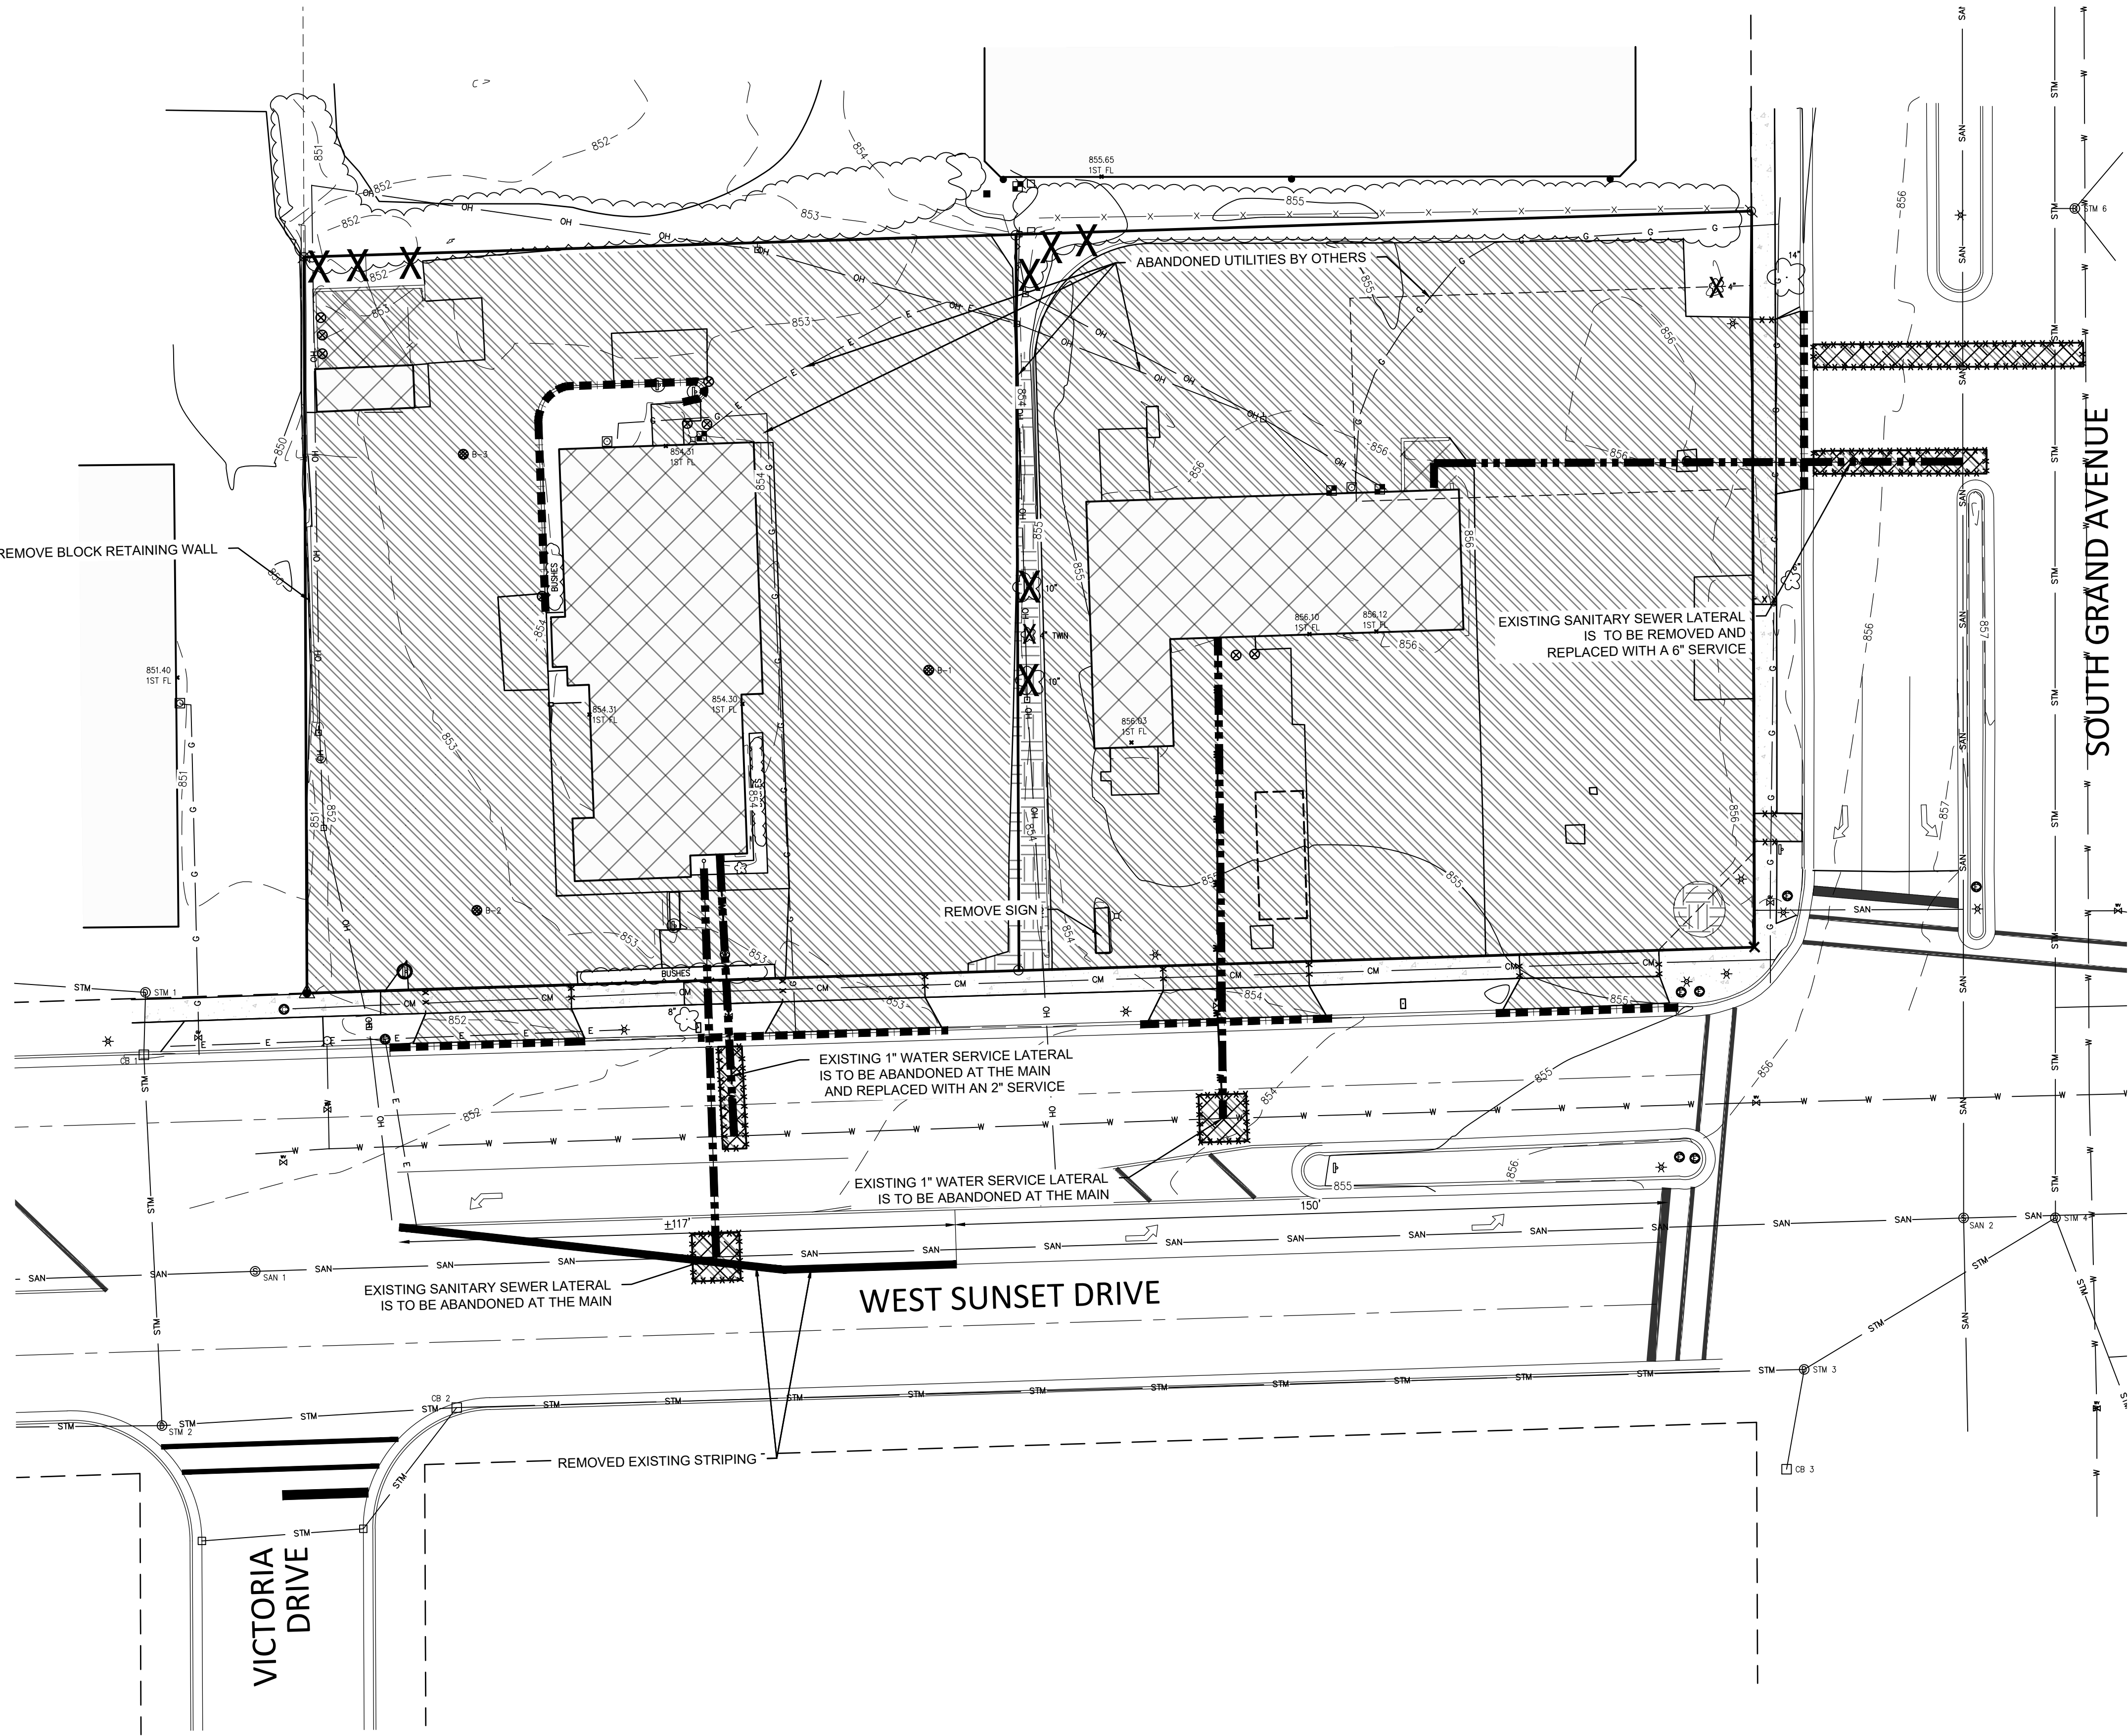 855.65
1ST FL
ABANDONED UTILITIES BY OTHERS
14"
4"
STM 6
SOUTH GRAND AVENUE
854.31
1ST FL
B-3
REMOVE BLOCK RETAINING WALL
BUSHES
10"
4" TWIN
10"
856.10
1ST FL
856.12
1ST FL
EXISTING SANITARY SEWER LATERAL
IS TO BE REMOVED AND
REPLACED WITH A 6" SERVICE
6"
851.40
1ST FL
B-1
854.31
1ST FL
854.30
1ST FL
856.03
1ST FL
B-2
REMOVE SIGN
BUSHES
8"
STM 1
CB 1
EXISTING 1" WATER SERVICE LATERAL
IS TO BE ABANDONED AT THE MAIN
AND REPLACED WITH AN 2" SERVICE
EXISTING 1" WATER SERVICE LATERAL
IS TO BE ABANDONED AT THE MAIN
±117'
150'
SAN 2
STM 4
SAN 1
EXISTING SANITARY SEWER LATERAL
IS TO BE ABANDONED AT THE MAIN
WEST SUNSET DRIVE
STM 3
CB 2
STM 2
REMOVED EXISTING STRIPING
CB 3
VICTORIA
DRIVE